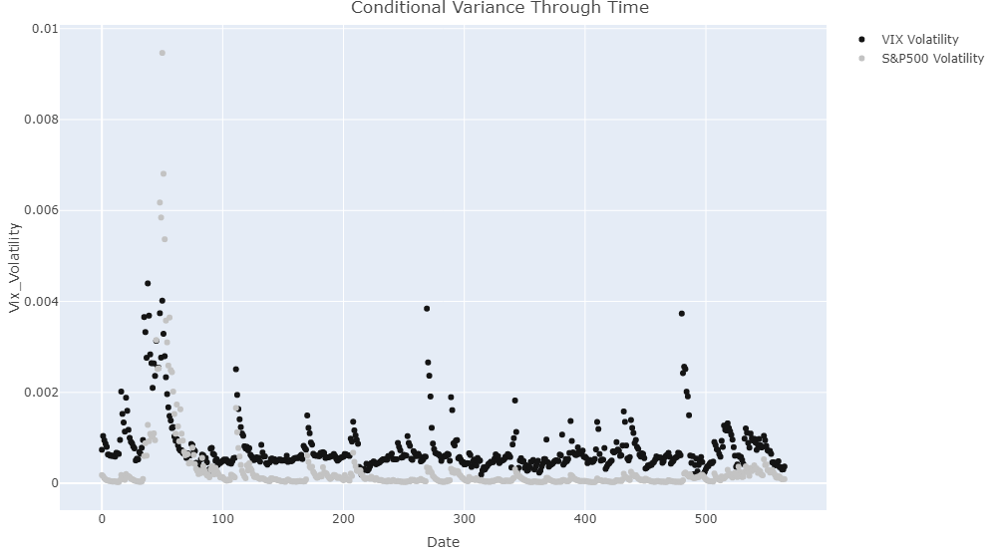 Conditional Variance Through Time
VIX Volatility
S&P500 Volatility
Vix_Volatility
0.01
0.008
0.006
0.004
0.002
0
0 100 200 300 400 500
Date